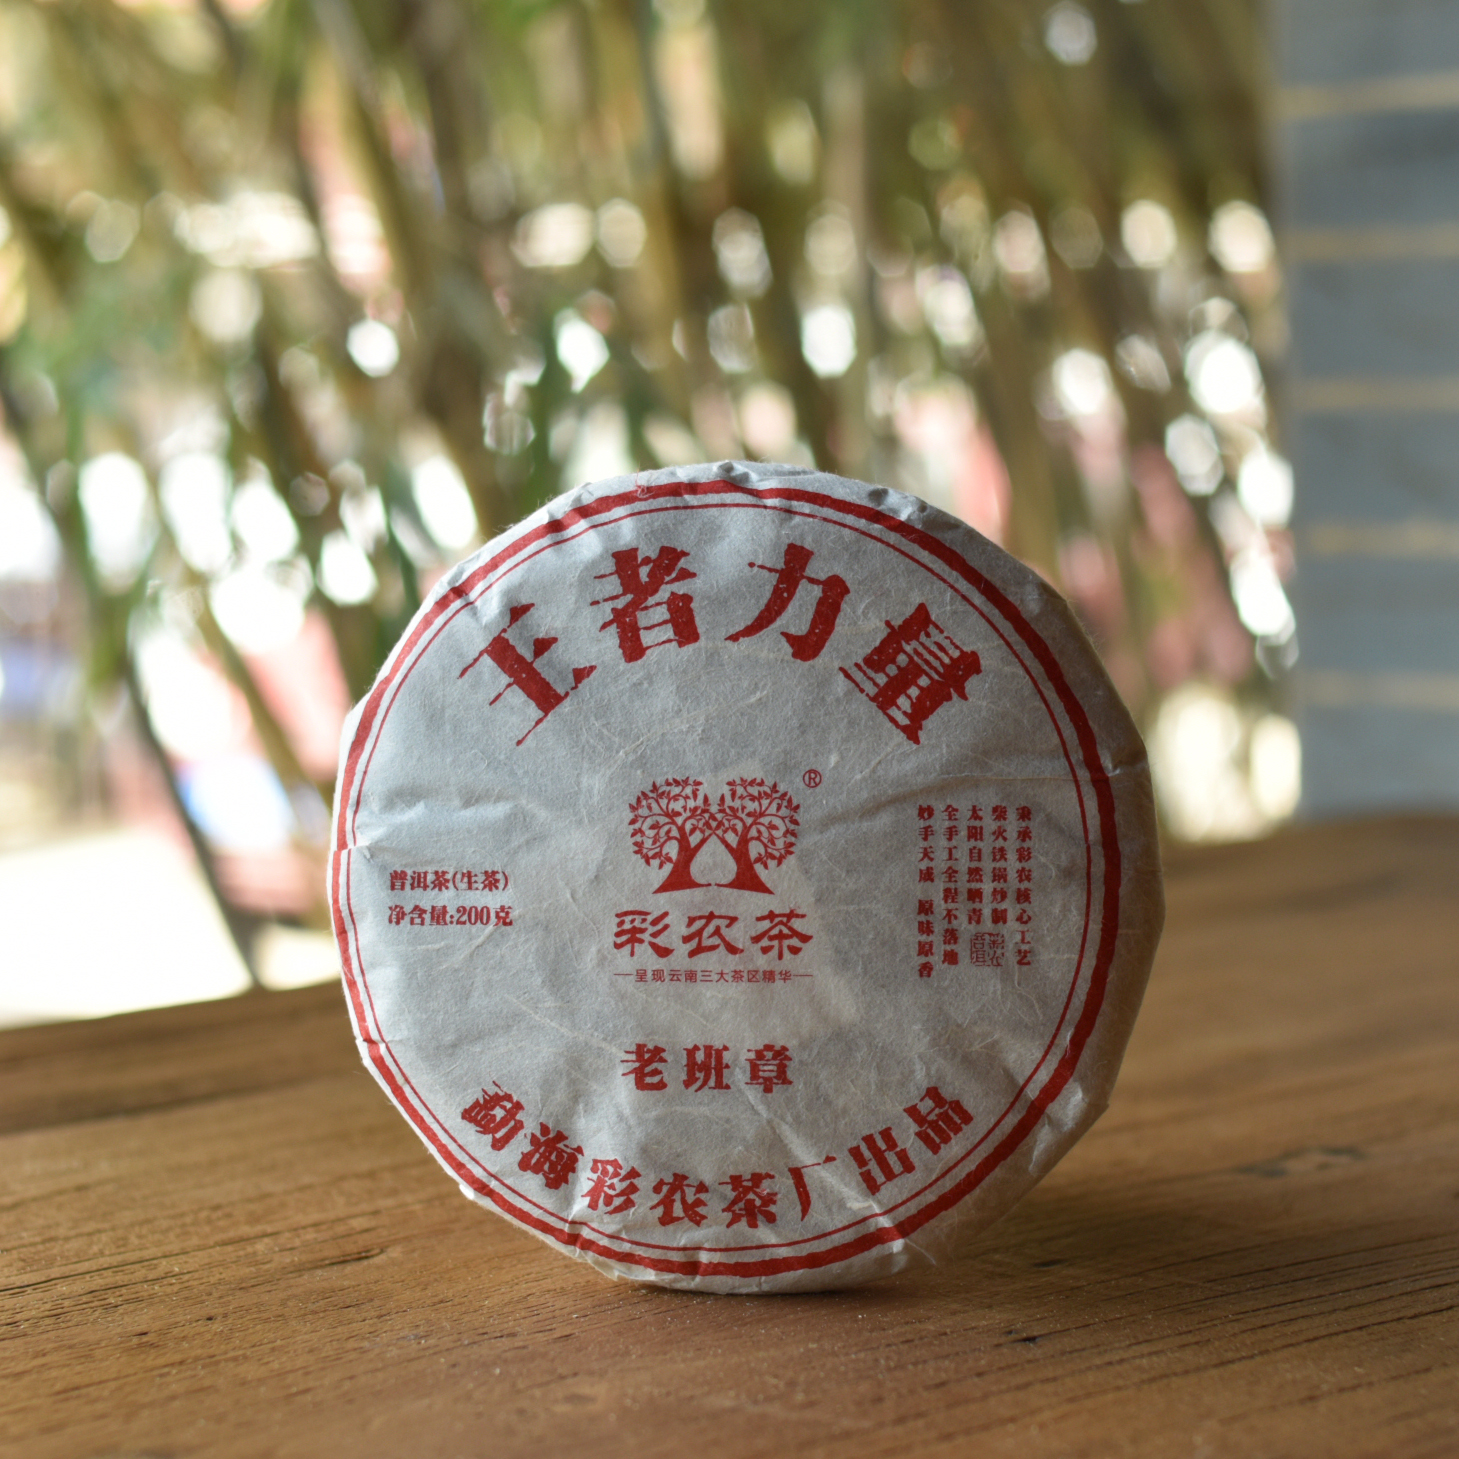 王者力量
®
普洱茶(生茶)
净含量:200克
彩农茶
呈现云南三大茶区精华
秉承彩农核心工艺
柴火铁锅炒制
太阳自然晒青
全手工全程不落地
妙手天成 原味原香
老班章
勐海彩农茶厂出品